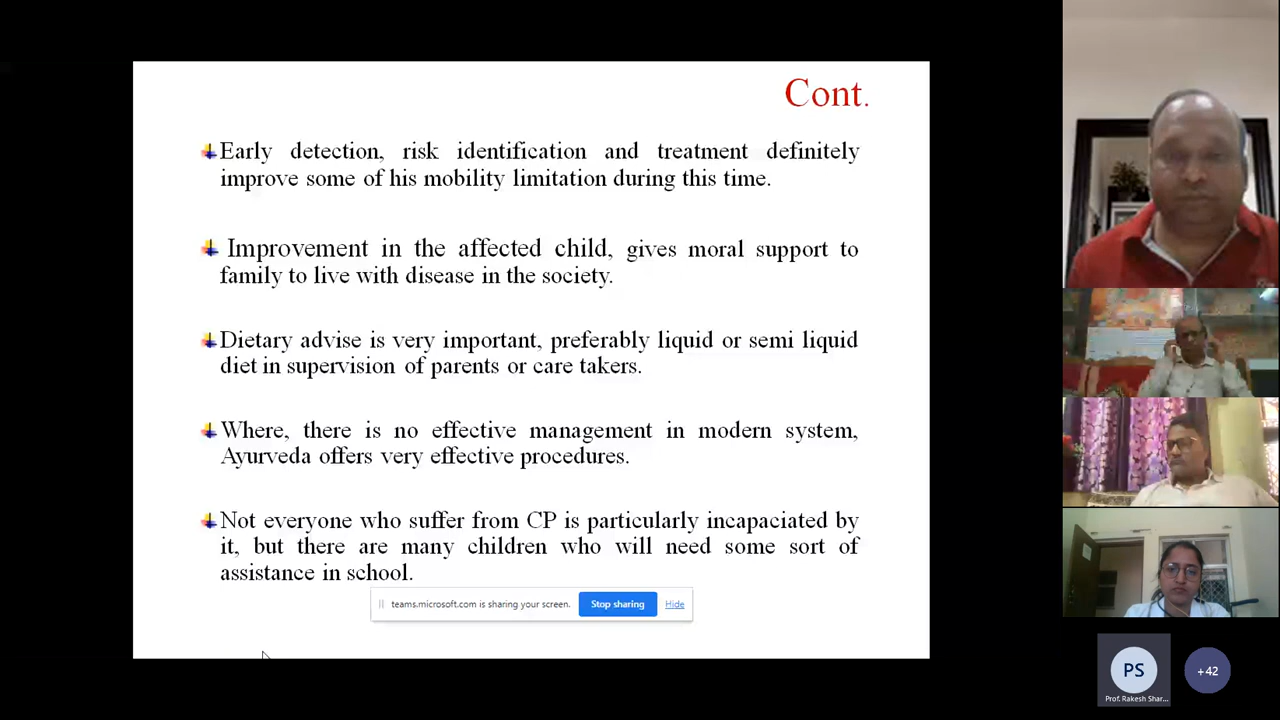 Cont.
Early detection, risk identification and treatment definitely
improve some of his mobility limitation during this time.
Improvement in the affected child, gives moral support to
family to live with disease in the society.
Dietary advise is very important, preferably liquid or semi liquid
diet in supervision of parents or care takers.
Where, there is no effective management in modern system,
Ayurveda offers very effective procedures.
Not everyone who suffer from CP is particularly incapaciated by
it, but there are many children who will need some sort of
assistance in school.
teams.microsoft.com is sharing your screen.
Stop sharing
Hide
PS
Prof. Rakesh Shar...
+42